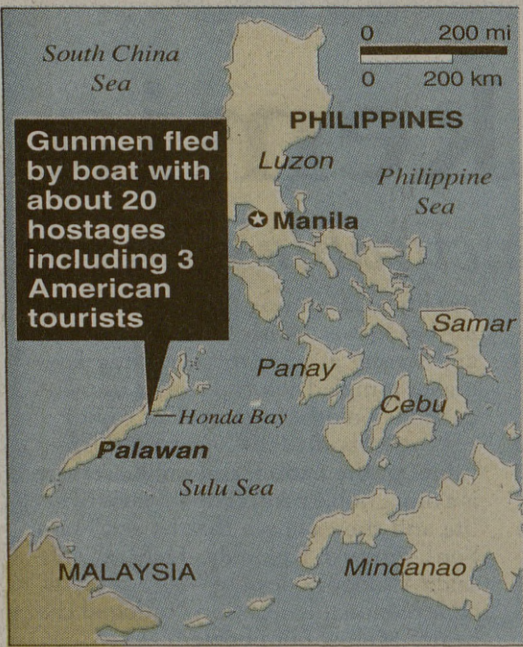 South China
Sea
0 200 mi
0 200 km
PHILIPPINES
Gunmen fled
by boat with
about 20
hostages
including 3
American
tourists
Luzon
Philippine
Sea
Manila
Samar
Panay
Cebu
Honda Bay
Palawan
Sulu Sea
MALAYSIA
Mindanao